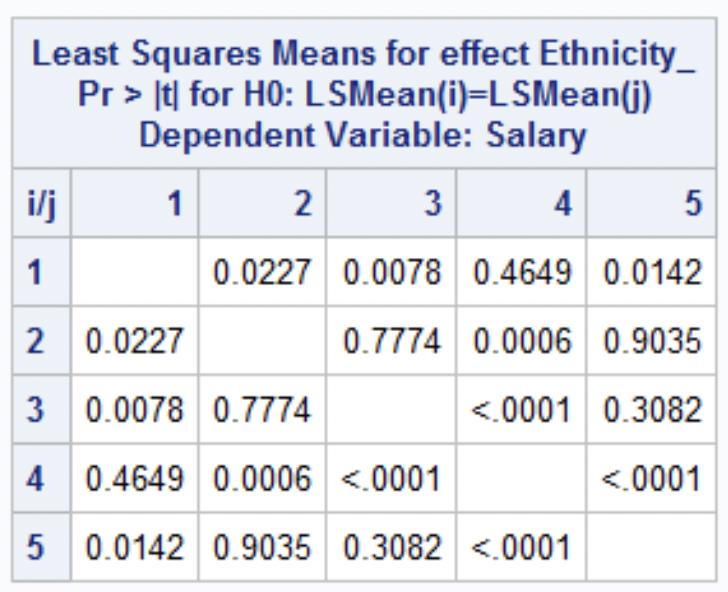 Least Squares Means for effect Ethnicity_
Pr > |t| for H0: LSMean(i)=LSMean(j)
Dependent Variable: Salary
i/j 1 2 3 4 5
1 0.0227 0.0078 0.4649 0.0142
2 0.0227 0.7774 0.0006 0.9035
3 0.0078 0.7774 <.0001 0.3082
4 0.4649 0.0006 <.0001 <.0001
5 0.0142 0.9035 0.3082 <.0001